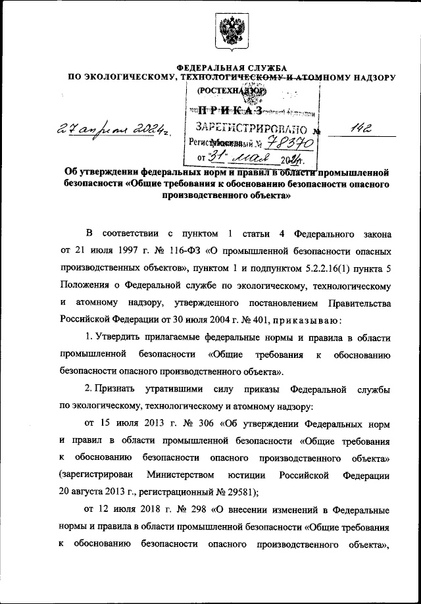 ФЕДЕРАЛЬНАЯ СЛУЖБА
ПО ЭКОЛОГИЧЕСКОМУ, ТЕХНОЛОГИЧЕСКОМУ И АТОМНОМУ НАДЗОРУ
(РОСТЕХНАДЗОР)
ПРИКАЗ
ЗАРЕГИСТРИРОВАНО
27 апреля 2024г. № 142
Москва
Регистрационный № 78370
от "31" мая 2024
Об утверждении федеральных норм и правил в области промышленной
безопасности «Общие требования к обоснованию безопасности опасного
производственного объекта»
В соответствии с пунктом 1 статьи 4 Федерального закона
от 21 июля 1997 г. № 116-ФЗ «О промышленной безопасности опасных
производственных объектов», пунктом 1 и подпунктом 5.2.2.16(1) пункта 5
Положения о Федеральной службе по экологическому, технологическому
и атомному надзору, утвержденного постановлением Правительства
Российской Федерации от 30 июля 2004 г. № 401, приказываю:
1. Утвердить прилагаемые федеральные нормы и правила в области
промышленной безопасности «Общие требования к обоснованию
безопасности опасного производственного объекта».
2. Признать утратившими силу приказы Федеральной службы
по экологическому, технологическому и атомному надзору:
от 15 июля 2013 г. № 306 «Об утверждении Федеральных норм
и правил в области промышленной безопасности «Общие требования
к обоснованию безопасности опасного производственного объекта»
(зарегистрирован Министерством юстиции Российской Федерации
20 августа 2013 г., регистрационный № 29581);
от 12 июля 2018 г. № 298 «О внесении изменений в Федеральные
нормы и правила в области промышленной безопасности «Общие требования
к обоснованию безопасности опасного производственного объекта»,